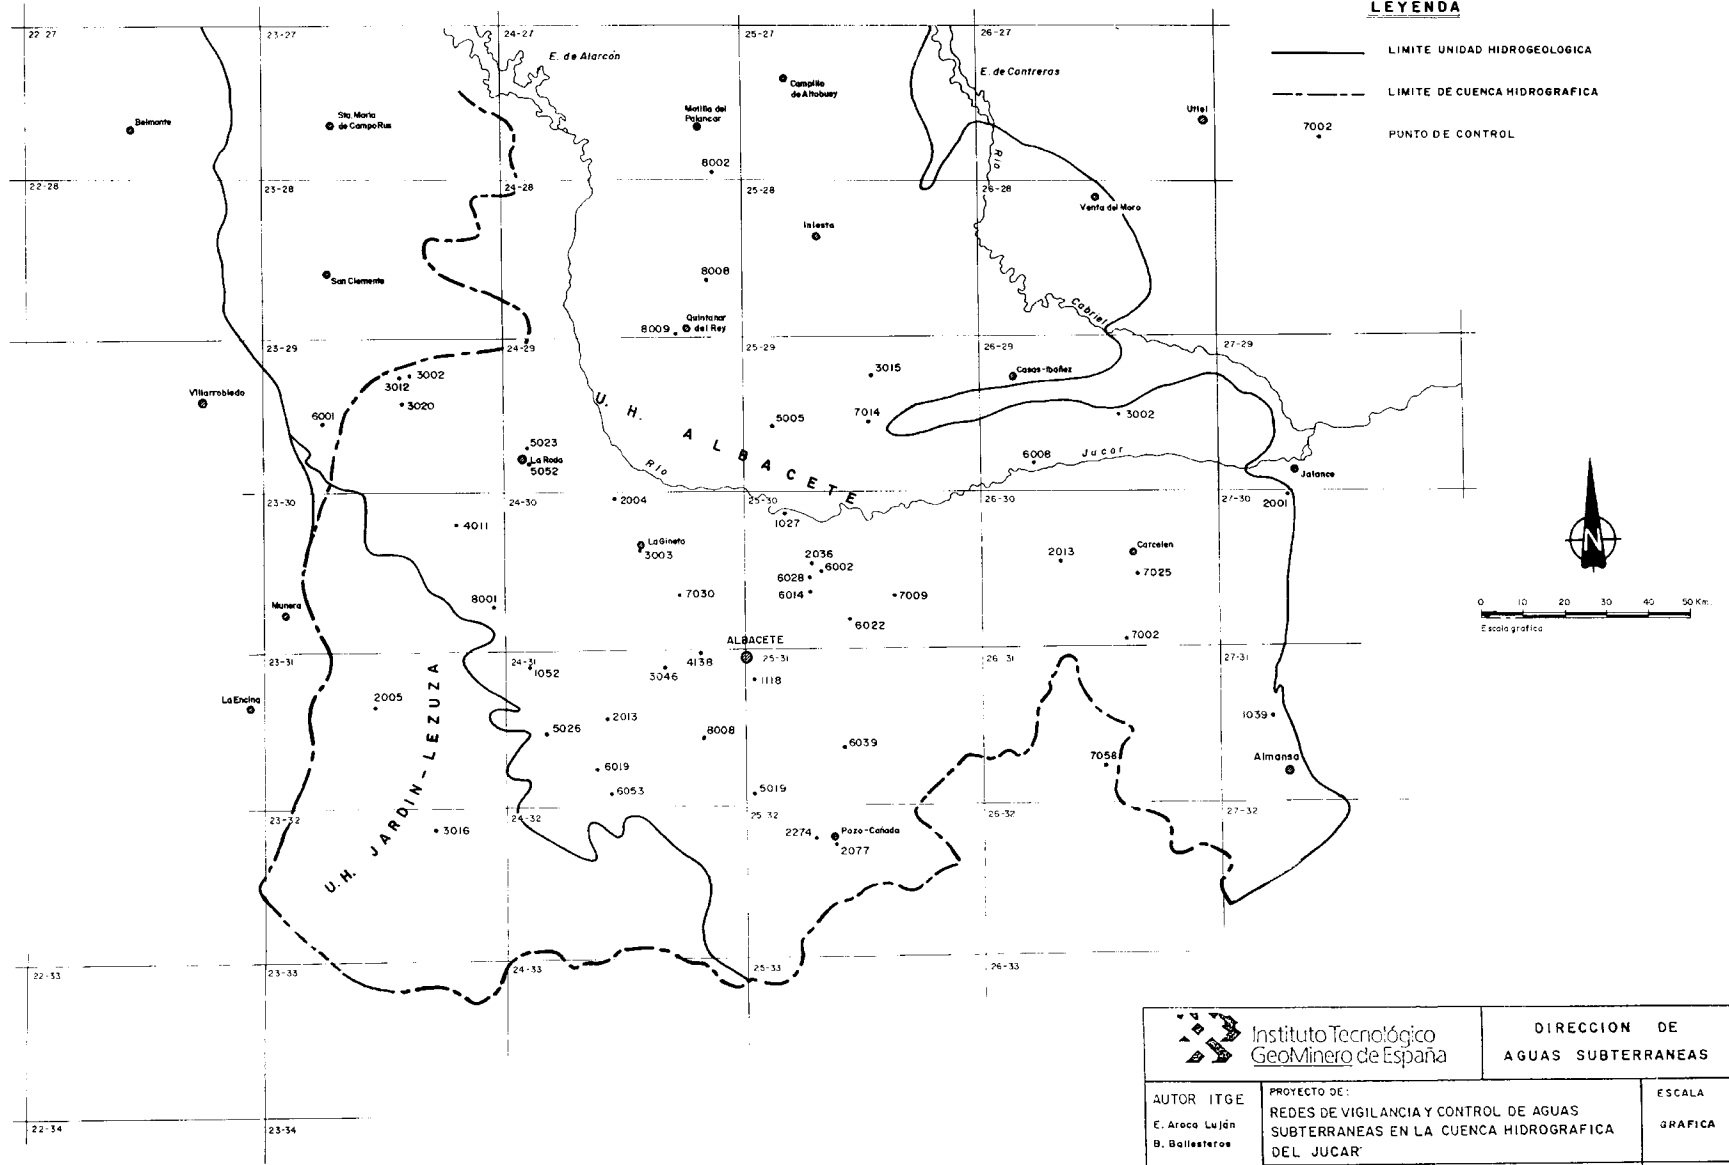 LEYENDA
LIMITE UNIDAD HIDROGEOLOGICA
LIMITE DE CUENCA HIDROGRAFICA
7002
PUNTO DE CONTROL
22-27
23-27
24-27
25-27
26-27
E. de Alarcón
E. de Contreras
Campillo
de Altobuey
Belmonte
Sta. Maria
de Campo Rus
Motilla del
Palancar
Utiel
8002
Rio
22-28
23-28
24-28
25-28
26-28
Venta del Moro
Iniesta
San Clemente
8008
Cabriel
Quintanar
del Rey
8009
23-29
24-29
25-29
26-29
27-29
3002
3012
3020
3015
Casas-Ibañez
Villarrobledo
6001
U. H. ALBACETE
5005
7014
3002
5023
La Roda
5052
Rio
6008
Jucar
Jalance
23-30
24-30
2004
25-30
26-30
27-30
2001
4011
1027
La Gineta
3003
2036
6002
6028
6014
2013
Carcelen
7025
7030
7009
8001
Munera
6022
7002
ALBACETE
23-31
24-31
25-31
26-31
27-31
1052
3046
4138
1118
La Encina
2005
U. H. JARDIN-LEZUZA
2013
5026
8008
6039
1039
7058
Almansa
6019
6053
5019
23-32
24-32
25-32
26-32
27-32
3016
2274
Pozo-Cañada
2077
22-33
23-33
24-33
25-33
26-33
22-34
23-34
N
0 10 20 30 40 50 Km.
Escala grafica
Instituto Tecnológico
GeoMinero de España
DIRECCION DE
AGUAS SUBTERRANEAS
AUTOR ITGE
E. Aroca Luján
B. Ballesteros
PROYECTO DE:
REDES DE VIGILANCIA Y CONTROL DE AGUAS
SUBTERRANEAS EN LA CUENCA HIDROGRAFICA
DEL JUCAR
ESCALA
GRAFICA